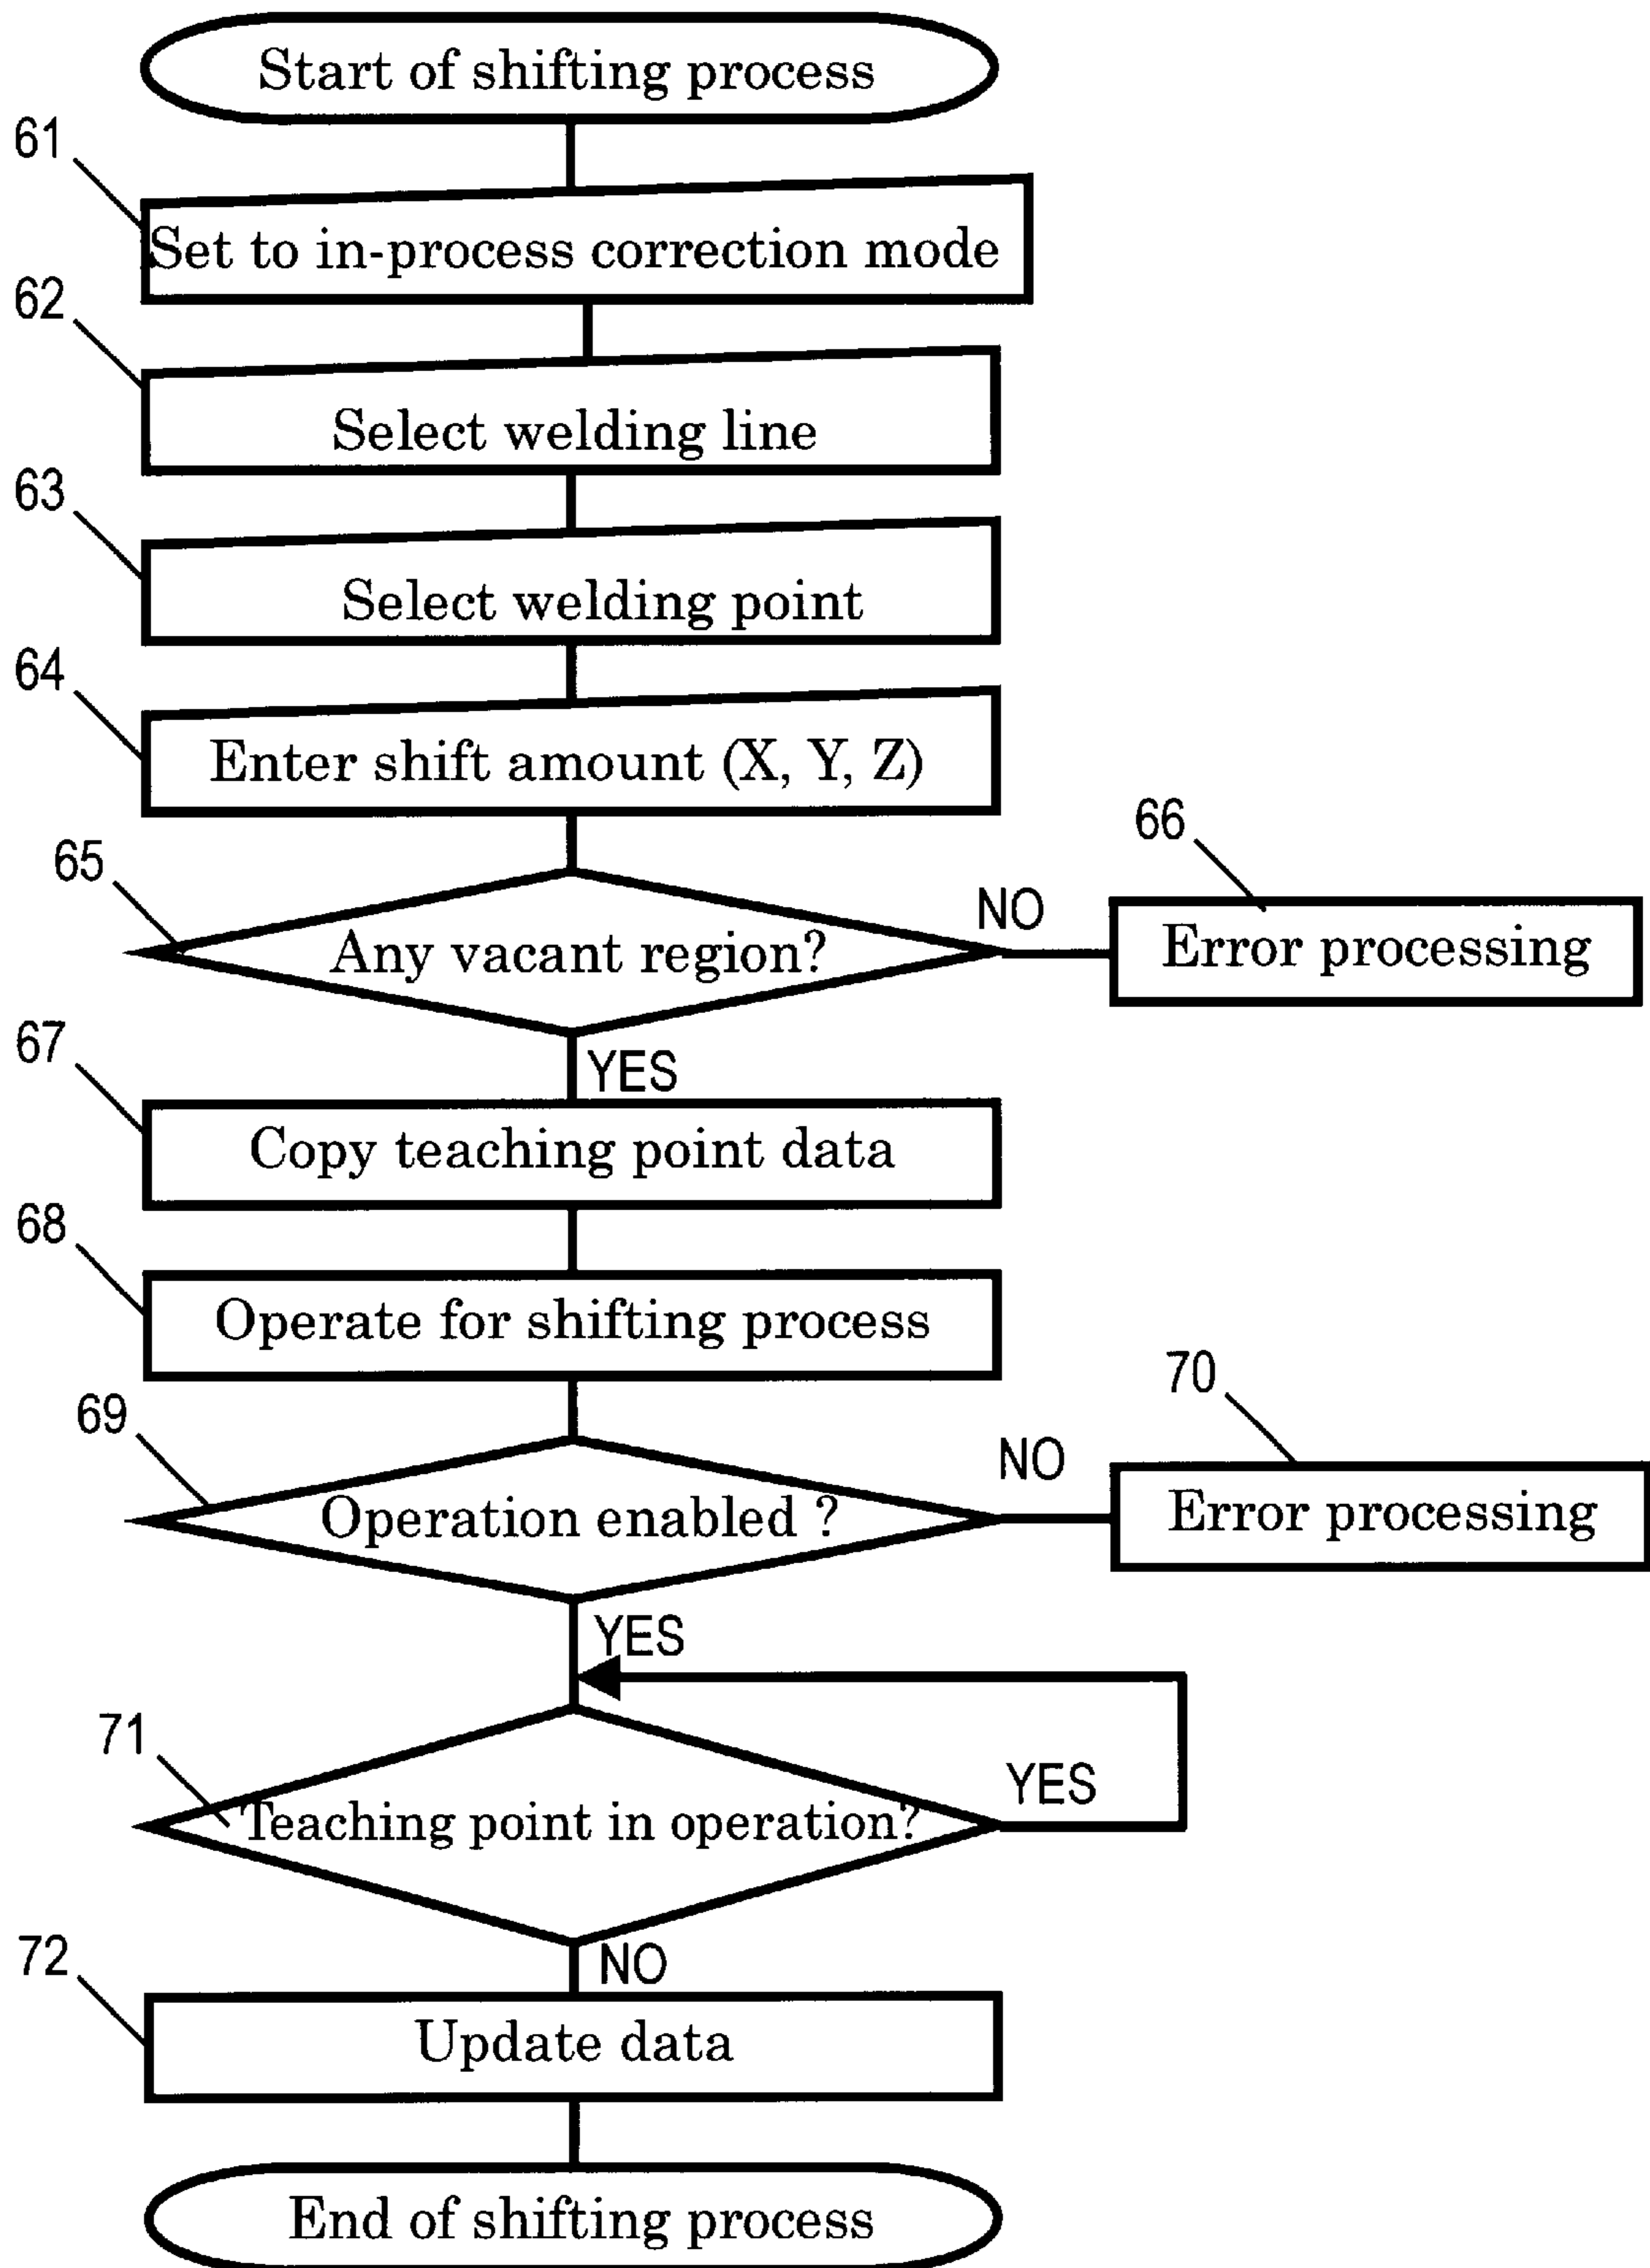 Start of shifting process
61
Set to in-process correction mode
62
Select welding line
63
Select welding point
64
Enter shift amount (X, Y, Z)
65
Any vacant region?
NO
66
Error processing
YES
67
Copy teaching point data
68
Operate for shifting process
69
Operation enabled ?
NO
70
Error processing
YES
71
Teaching point in operation?
YES
NO
72
Update data
End of shifting process